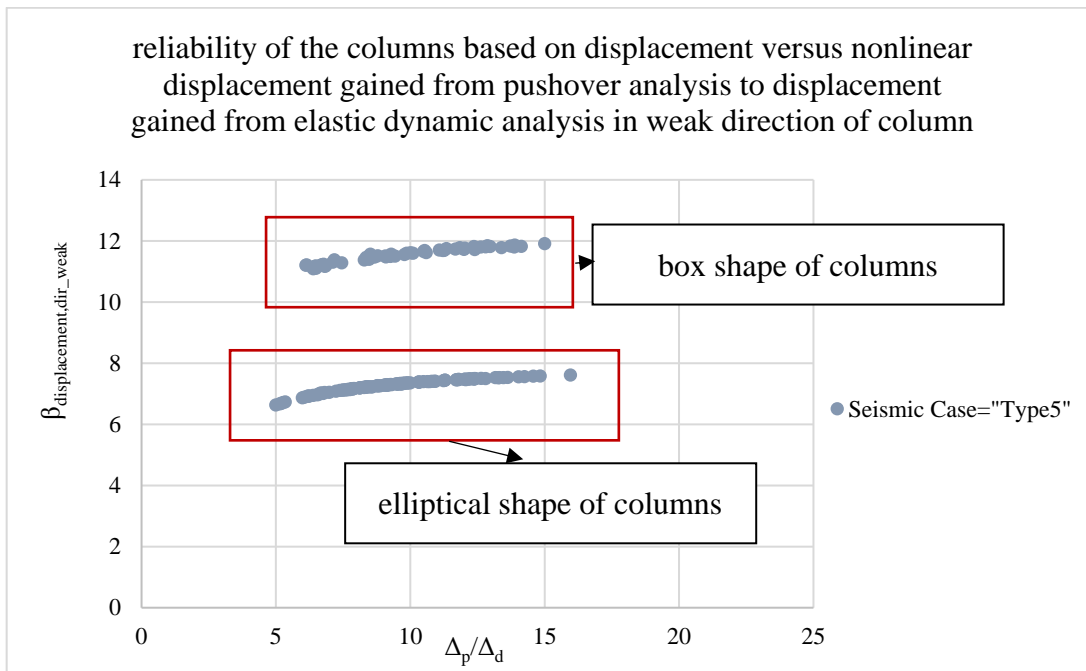 reliability of the columns based on displacement versus nonlinear
displacement gained from pushover analysis to displacement
gained from elastic dynamic analysis in weak direction of column
14
12
10
8
6
4
2
0
βdisplacement,dir_weak
box shape of columns
elliptical shape of columns
Seismic Case="Type5"
0 5 10 15 20 25
Δp/Δd